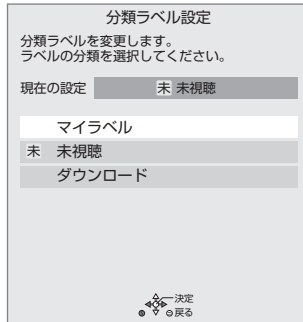 分類ラベル設定
分類ラベルを変更します。
ラベルの分類を選択してください。
現在の設定 未 未視聴
マイラベル
未 未視聴
ダウンロード
決定
戻る